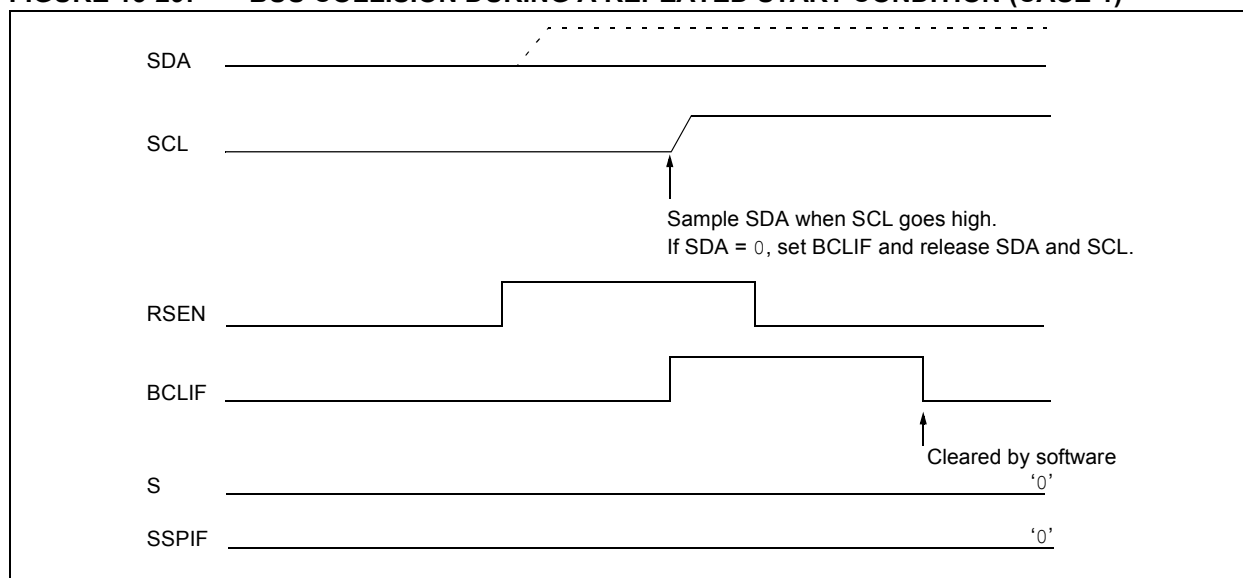 SDA
SCL
Sample SDA when SCL goes high.
If SDA = 0, set BCLIF and release SDA and SCL.
RSEN
BCLIF
Cleared by software
S
‘0’
SSPIF
‘0’